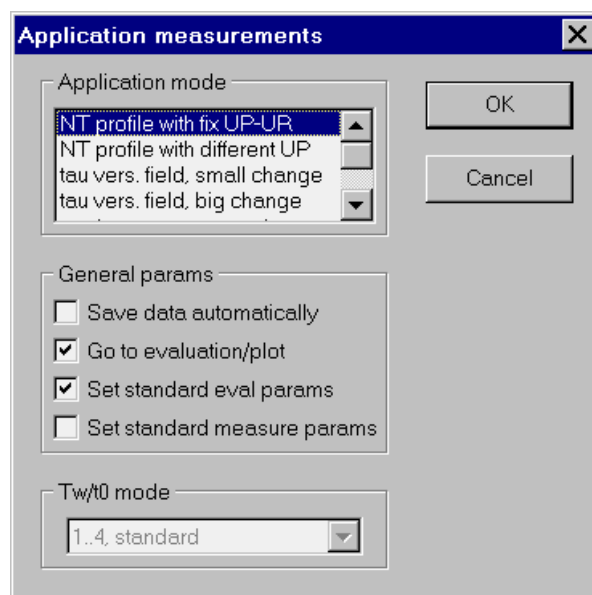 Application measurements
Application mode
NT profile with fix UP-UR
NT profile with different UP
tau vers. field, small change
tau vers. field, big change
OK
Cancel
General params
Save data automatically
Go to evaluation/plot
Set standard eval params
Set standard measure params
Tw/t0 mode
1..4, standard